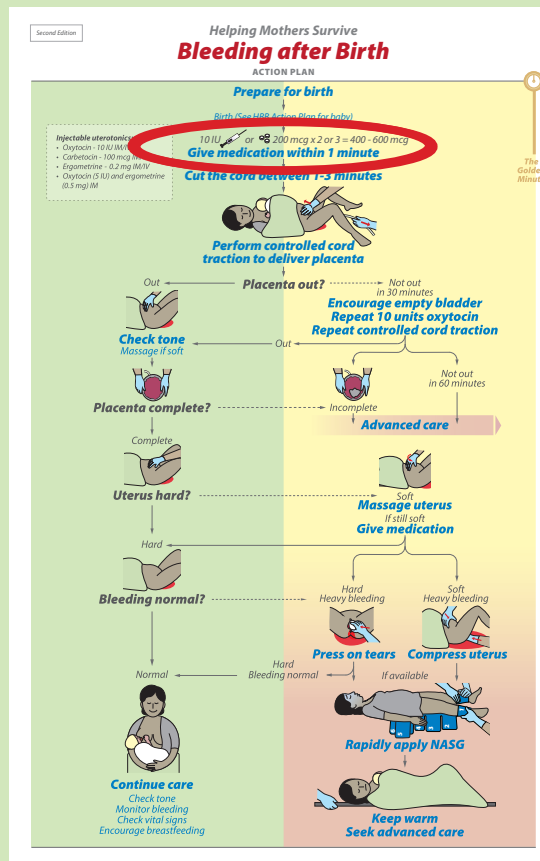 Second Edition
Helping Mothers Survive
Bleeding after Birth
ACTION PLAN
Prepare for birth
Birth (See HBB Action Plan for baby)
Injectable uterotonics:
• Oxytocin - 10 IU IM/IV
• Carbetocin - 100 mcg IM/IV
• Ergometrine – 0.2 mg IM/IV
• Oxytocin (5 IU) and ergometrine
(0.5 mg) IM
10 IU or 200 mcg x 2 or 3 = 400 - 600 mcg
Give medication within 1 minute
Cut the cord between 1-3 minutes
The
Golden
Minute
Perform controlled cord
traction to deliver placenta
Out
Placenta out?
Not out
in 30 minutes
Encourage empty bladder
Repeat 10 units oxytocin
Repeat controlled cord traction
Check tone
Massage if soft
Out
Not out
in 60 minutes
Placenta complete?
Incomplete
Advanced care
Complete
Uterus hard?
Soft
Massage uterus
If still soft
Give medication
Hard
Bleeding normal?
Hard
Heavy bleeding
Soft
Heavy bleeding
Press on tears
Compress uterus
Normal
Hard
Bleeding normal
If available
Rapidly apply NASG
Continue care
Check tone
Monitor bleeding
Check vital signs
Encourage breastfeeding
Keep warm
Seek advanced care